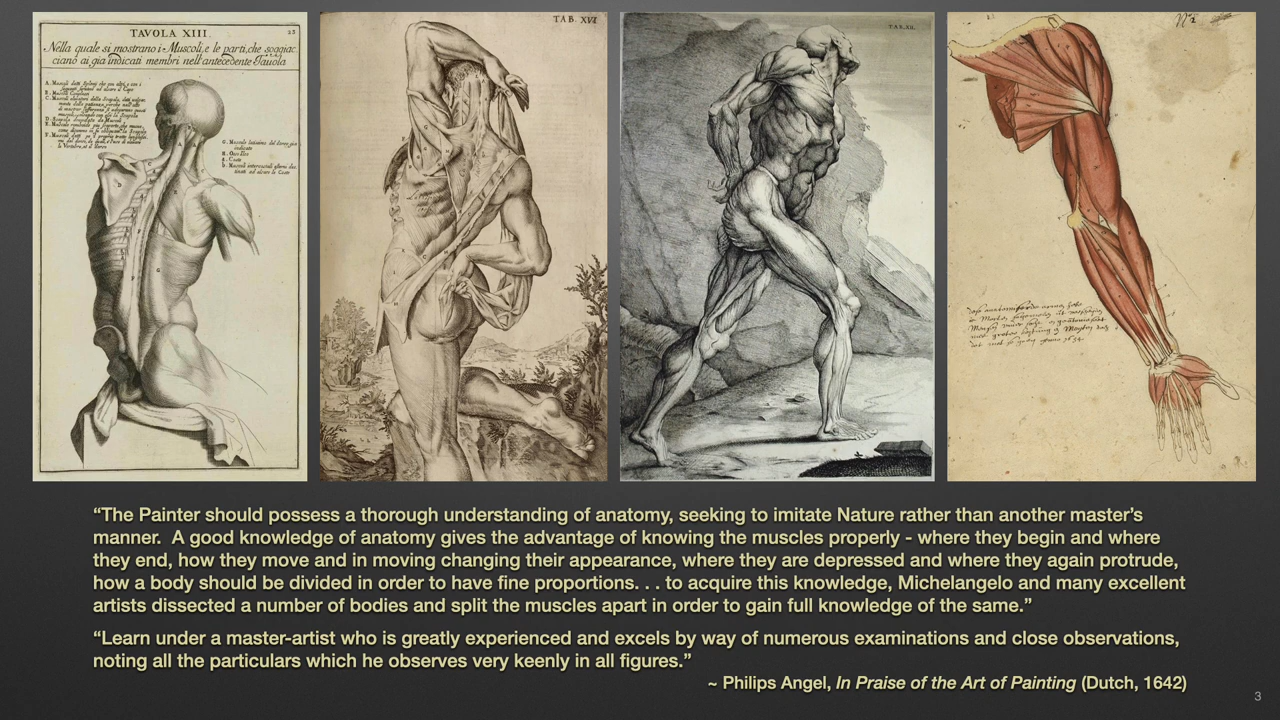 TAVOLA XIII.
23
Nella quale si mostrano i Muscoli, e le parti, che soggiac
ciano ai gia indicati membri nell'antecedente Tauola
TAB. XVI
TAB. XII.
Nº 2
“The Painter should possess a thorough understanding of anatomy, seeking to imitate Nature rather than another master’s
manner.  A good knowledge of anatomy gives the advantage of knowing the muscles properly - where they begin and where
they end, how they move and in moving changing their appearance, where they are depressed and where they again protrude,
how a body should be divided in order to have fine proportions. . . to acquire this knowledge, Michelangelo and many excellent
artists dissected a number of bodies and split the muscles apart in order to gain full knowledge of the same.”
“Learn under a master-artist who is greatly experienced and excels by way of numerous examinations and close observations,
noting all the particulars which he observes very keenly in all figures.”
~ Philips Angel, In Praise of the Art of Painting (Dutch, 1642)
3